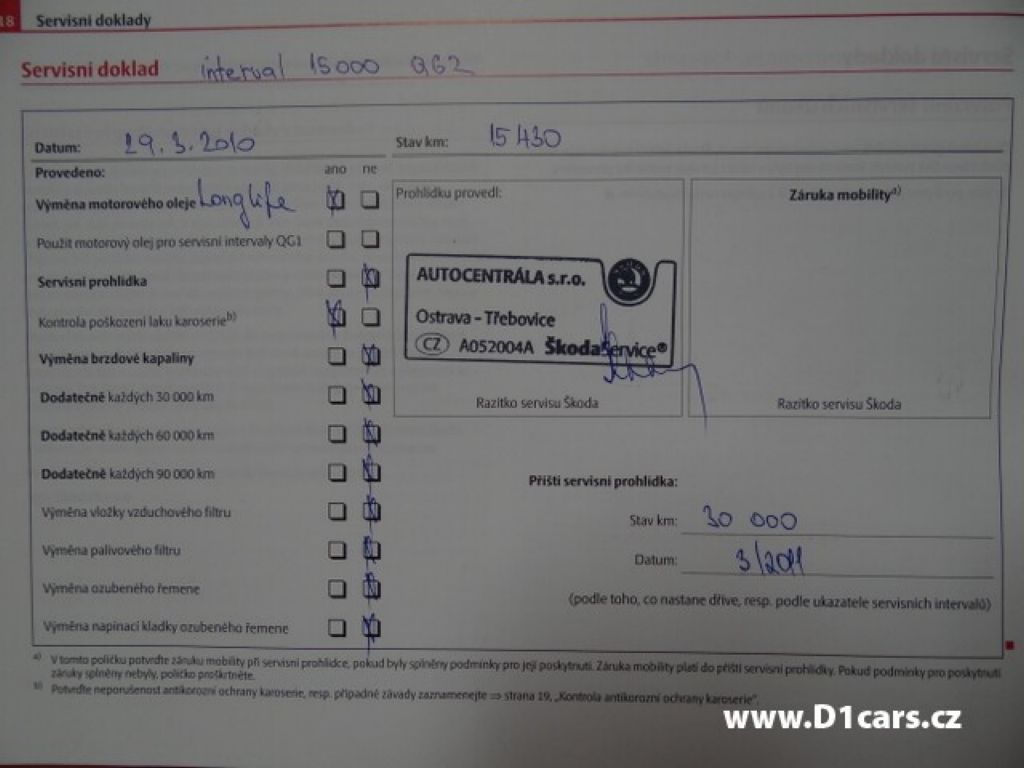 18 Servisní doklady
Servisní doklad interval 15000 QG2
Datum: 29.3.2010 Stav km: 15430
Provedeno: ano ne
Výměna motorového oleje Longlife
Použit motorový olej pro servisní intervaly QG1
Servisní prohlídka
Kontrola poškození laku karoserie b)
Výměna brzdové kapaliny
Dodatečně každých 30 000 km
Dodatečně každých 60 000 km
Dodatečně každých 90 000 km
Výměna vložky vzduchového filtru
Výměna palivového filtru
Výměna ozubeného řemene
Výměna napínací kladky ozubeného řemene
Prohlídku provedl:
AUTOCENTRÁLA s.r.o.
Ostrava - Třebovice
CZ A052004A ŠkodaService®
Razítko servisu Škoda
Záruka mobility a)
Razítko servisu Škoda
Příští servisní prohlídka:
Stav km: 30 000
Datum: 3/2011
(podle toho, co nastane dříve, resp. podle ukazatele servisních intervalů)
a) V tomto políčku potvrďte záruku mobility při servisní prohlídce, pokud byly splněny podmínky pro její poskytnutí. Záruka mobility platí do příští servisní prohlídky. Pokud podmínky pro poskytnutí
záruky splněny nebyly, políčko proškrtněte.
b) Potvrďte neporušenost antikorozní ochrany karoserie, resp. případné závady zaznamenejte ⇒ strana 19, „Kontrola antikorozní ochrany karoserie“.
www.D1cars.cz